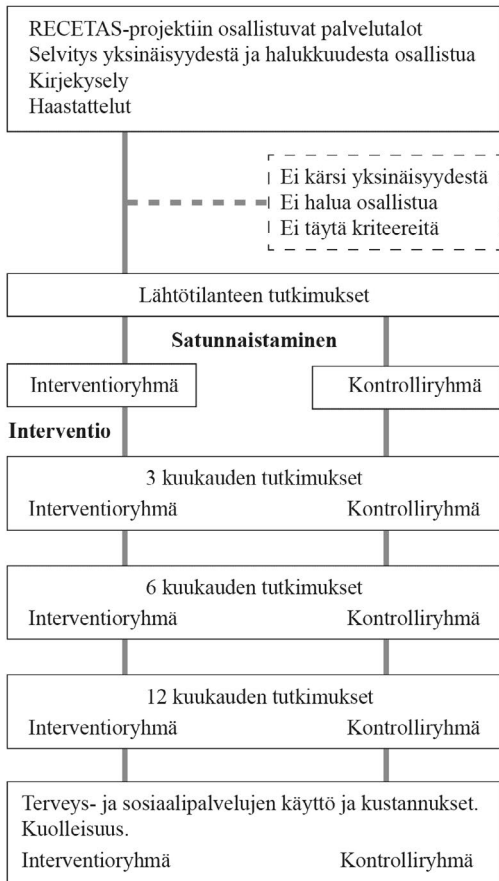 RECETAS-projektiin osallistuvat palvelutalot
Selvitys yksinäisyydestä ja halukkuudesta osallistua
Kirjekysely
Haastattelut
Ei kärsi yksinäisyydestä
Ei halua osallistua
Ei täytä kriteereitä
Lähtötilanteen tutkimukset
Satunnaistaminen
Interventioryhmä Kontrolliryhmä
Interventio
3 kuukauden tutkimukset
Interventioryhmä Kontrolliryhmä
6 kuukauden tutkimukset
Interventioryhmä Kontrolliryhmä
12 kuukauden tutkimukset
Interventioryhmä Kontrolliryhmä
Terveys- ja sosiaalipalvelujen käyttö ja kustannukset.
Kuolleisuus.
Interventioryhmä Kontrolliryhmä